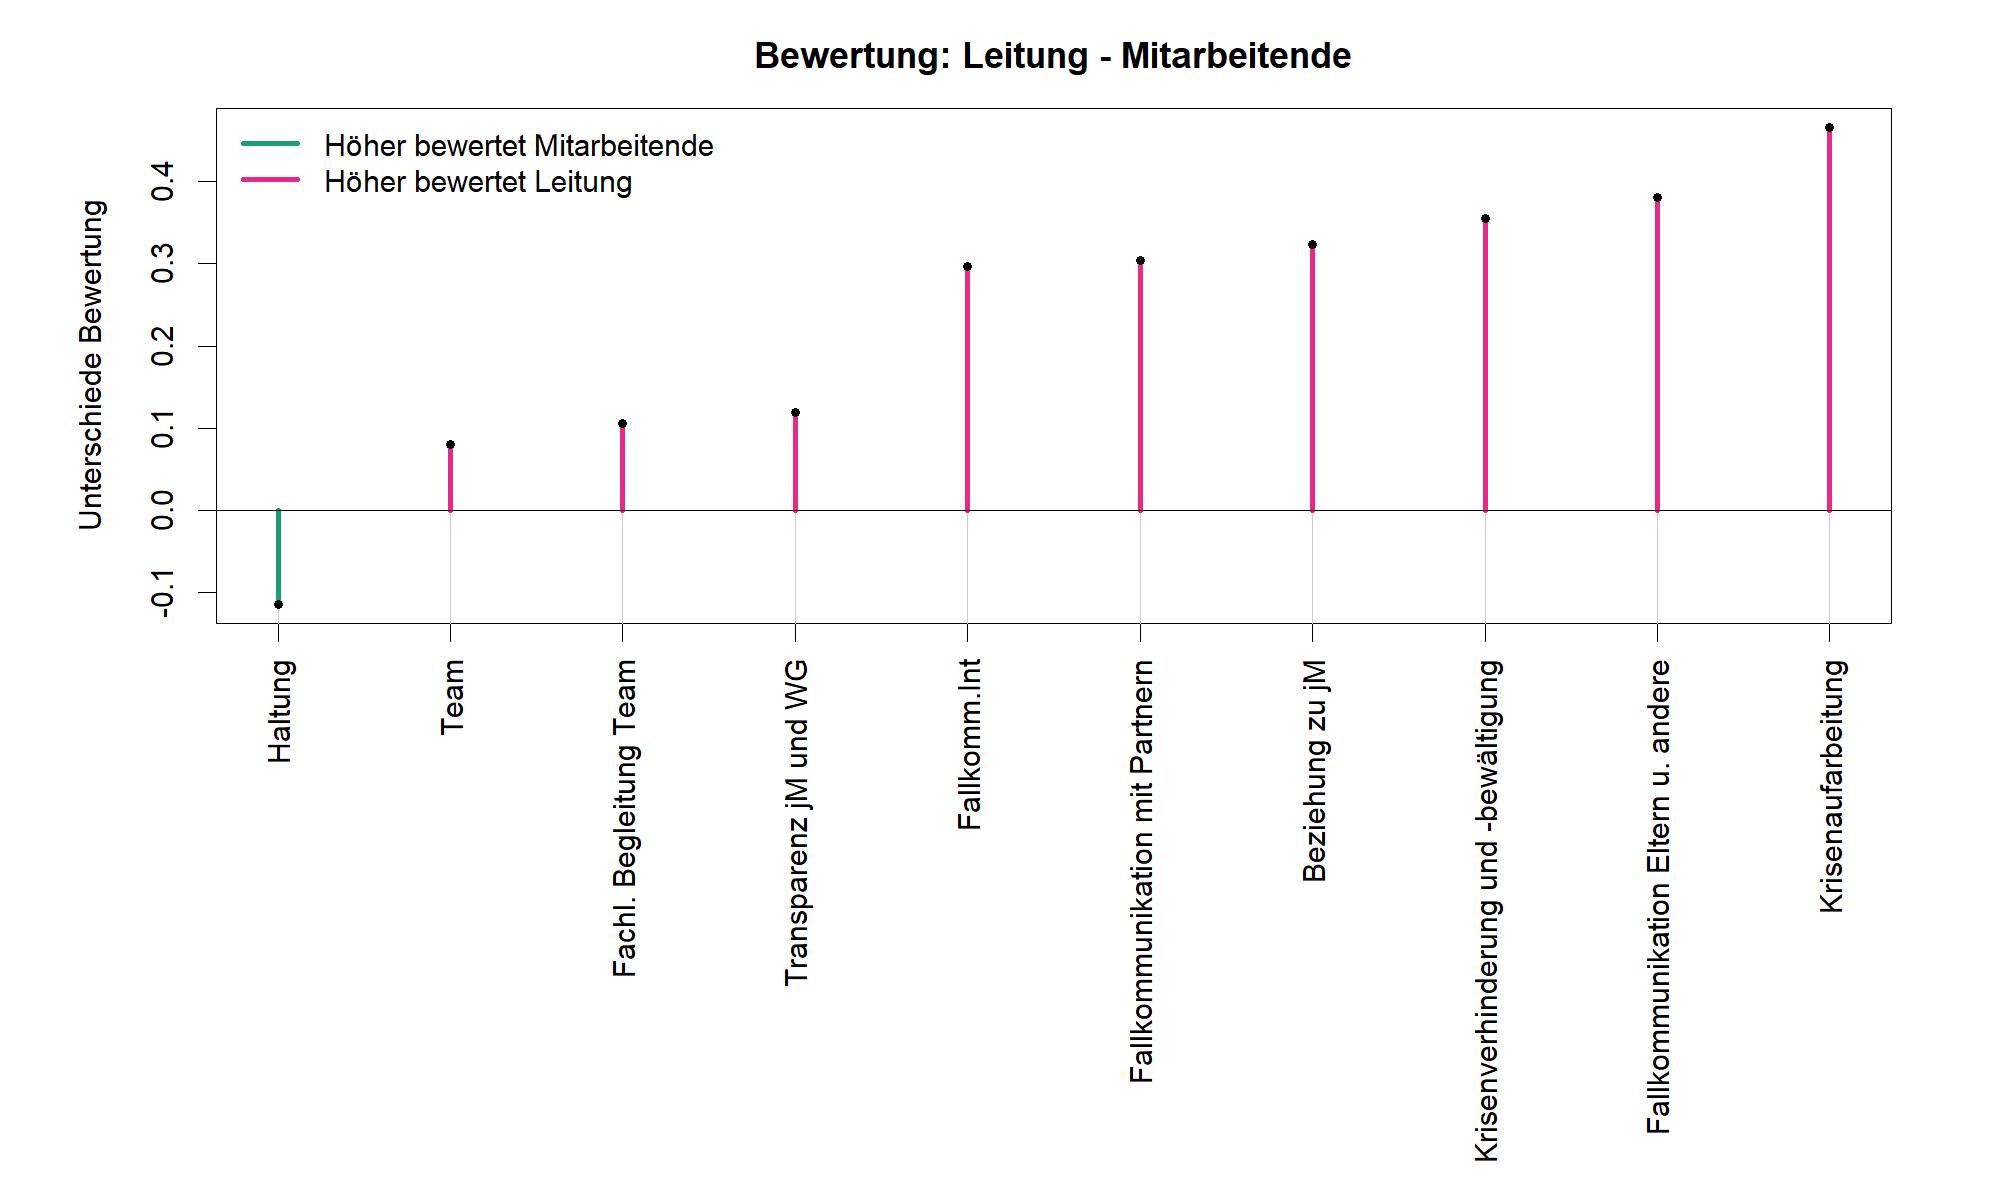 Bewertung: Leitung - Mitarbeitende
Höher bewertet Mitarbeitende
Höher bewertet Leitung
Unterschiede Bewertung
0.4
0.3
0.2
0.1
0.0
-0.1
Haltung
Team
Fachl. Begleitung Team
Transparenz jM und WG
Fallkomm.Int
Fallkommunikation mit Partnern
Beziehung zu jM
Krisenverhinderung und -bewältigung
Fallkommunikation Eltern u. andere
Krisenaufarbeitung